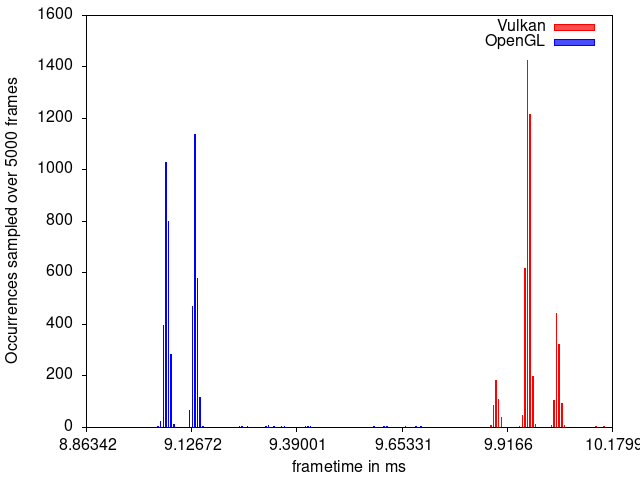 1600
1400
1200
1000
800
600
400
200
0
Occurrences sampled over 5000 frames
Vulkan
OpenGL
8.86342 9.12672 9.39001 9.65331 9.9166 10.1799
frametime in ms